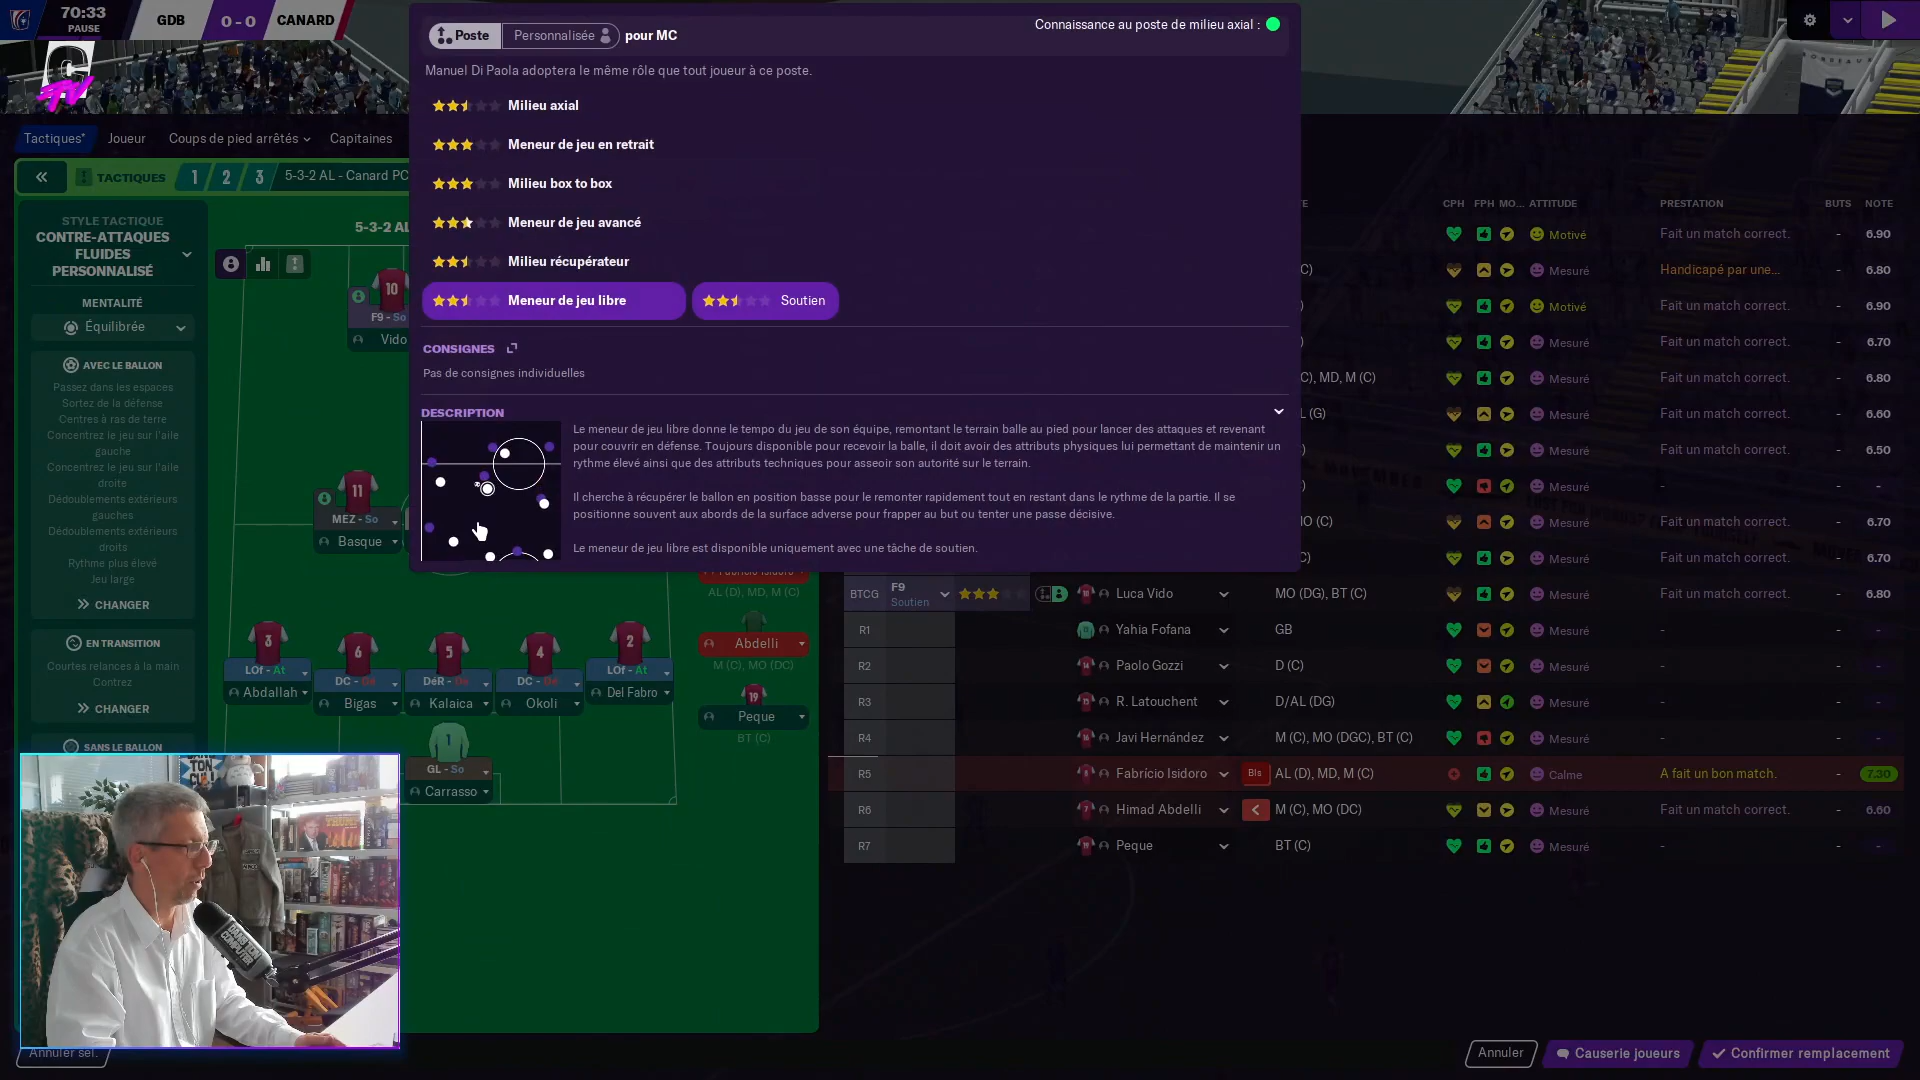 70:33
PAUSE
GDB
0 - 0
CANARD
TV
Tactiques*
Joueur
Coups de pied arrêtés
Capitaines
TACTIQUES
1
2
3
5-3-2 AL - Canard PC
STYLE TACTIQUE
CONTRE-ATTAQUES
FLUIDES
PERSONNALISÉ
MENTALITÉ
Équilibrée
AVEC LE BALLON
Passez dans les espaces
Sortez de la défense
Centres à ras de terre
Concentrez le jeu sur l'aile
gauche
Concentrez le jeu sur l'aile
droite
Dédoublements extérieurs
gauches
Dédoublements extérieurs
droits
Rythme plus élevé
Jeu large
CHANGER
EN TRANSITION
Courtes relances à la main
Contrez
CHANGER
SANS LE BALLON
5-3-2 AL
10
F9 - So
Vido
11
MEZ - So
Basque
3
LOf - At
Abdallah
6
DC - Dé
Bigas
5
DéR - Dé
Kalaica
4
DC - Dé
Okoli
2
LOf - At
Del Fabro
1
GL - So
Carrasso
Fabrício Isidoro
AL (D), MD, M (C)
Abdelli
M (C), MO (DC)
19
Peque
BT (C)
Poste
Personnalisée
pour MC
Connaissance au poste de milieu axial :
Manuel Di Paola adoptera le même rôle que tout joueur à ce poste.
Milieu axial
Meneur de jeu en retrait
Milieu box to box
Meneur de jeu avancé
Milieu récupérateur
Meneur de jeu libre
Soutien
CONSIGNES
Pas de consignes individuelles
DESCRIPTION
Le meneur de jeu libre donne le tempo du jeu de son équipe, remontant le terrain balle au pied pour lancer des attaques et revenant
pour couvrir en défense. Toujours disponible pour recevoir la balle, il doit avoir des attributs physiques lui permettant de maintenir un
rythme élevé ainsi que des attributs techniques pour asseoir son autorité sur le terrain.
Il cherche à récupérer le ballon en position basse pour le remonter rapidement tout en restant dans le rythme de la partie. Il se
positionne souvent aux abords de la surface adverse pour frapper au but ou tenter une passe décisive.
Le meneur de jeu libre est disponible uniquement avec une tâche de soutien.
CPH
FPH
MO...
ATTITUDE
PRESTATION
BUTS
NOTE
Motivé
Fait un match correct.
-
6.90
Mesuré
Handicapé par une...
-
6.80
Motivé
Fait un match correct.
-
6.90
Mesuré
Fait un match correct.
-
6.70
C), MD, M (C)
Mesuré
Fait un match correct.
-
6.80
L (G)
Mesuré
Fait un match correct.
-
6.60
Mesuré
Fait un match correct.
-
6.50
Mesuré
-
-
-
Mesuré
Fait un match correct.
-
6.70
Mesuré
Fait un match correct.
-
6.70
BTCG
F9
Soutien
Luca Vido
MO (DG), BT (C)
Mesuré
Fait un match correct.
-
6.80
R1
Yahia Fofana
GB
Mesuré
-
-
-
R2
Paolo Gozzi
D (C)
Mesuré
-
-
-
R3
R. Latouchent
D/AL (DG)
Mesuré
-
-
-
R4
Javi Hernández
M (C), MO (DGC), BT (C)
Mesuré
-
-
-
R5
Fabrício Isidoro
Bls
AL (D), MD, M (C)
Calme
A fait un bon match.
-
7.30
R6
Himad Abdelli
M (C), MO (DC)
Mesuré
Fait un match correct.
-
6.60
R7
Peque
BT (C)
Mesuré
-
-
-
DANS TON
COMPUTER
Annuler sel.
Annuler
Causerie joueurs
Confirmer remplacement